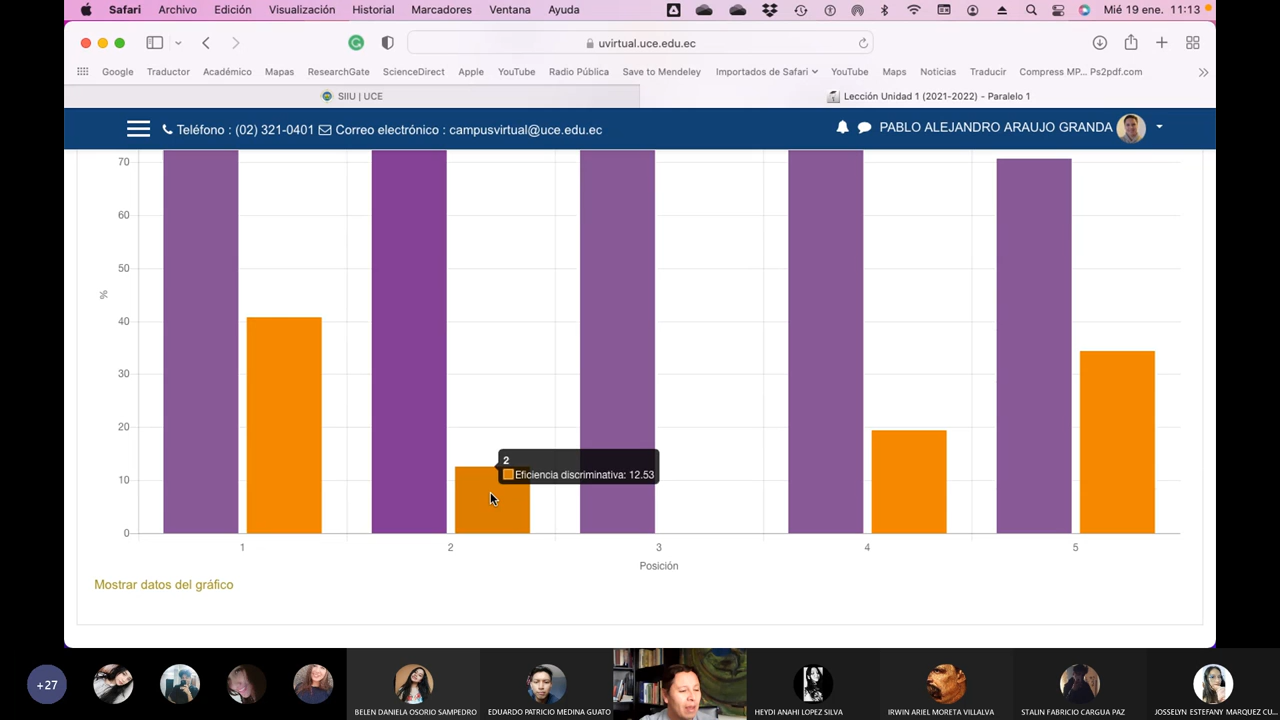 Safari Archivo Edición Visualización Historial Marcadores Ventana Ayuda Mié 19 ene. 11:13
uvirtual.uce.edu.ec
Google Traductor Académico Mapas ResearchGate ScienceDirect Apple YouTube Radio Pública Save to Mendeley Importados de Safari YouTube Maps Noticias Traducir Compress MP... Ps2pdf.com
SIIU | UCE Lección Unidad 1 (2021-2022) - Paralelo 1
Teléfono : (02) 321-0401 Correo electrónico : campusvirtual@uce.edu.ec PABLO ALEJANDRO ARAUJO GRANDA
70
60
50
%
40
30
20
2
Eficiencia discriminativa: 12.53
10
0
1 2 3 4 5
Posición
Mostrar datos del gráfico
+27
BELEN DANIELA OSORIO SAMPEDRO EDUARDO PATRICIO MEDINA GUATO HEYDI ANAHI LOPEZ SILVA IRWIN ARIEL MORETA VILLALVA STALIN FABRICIO CARGUA PAZ JOSSELYN ESTEFANY MARQUEZ CU...